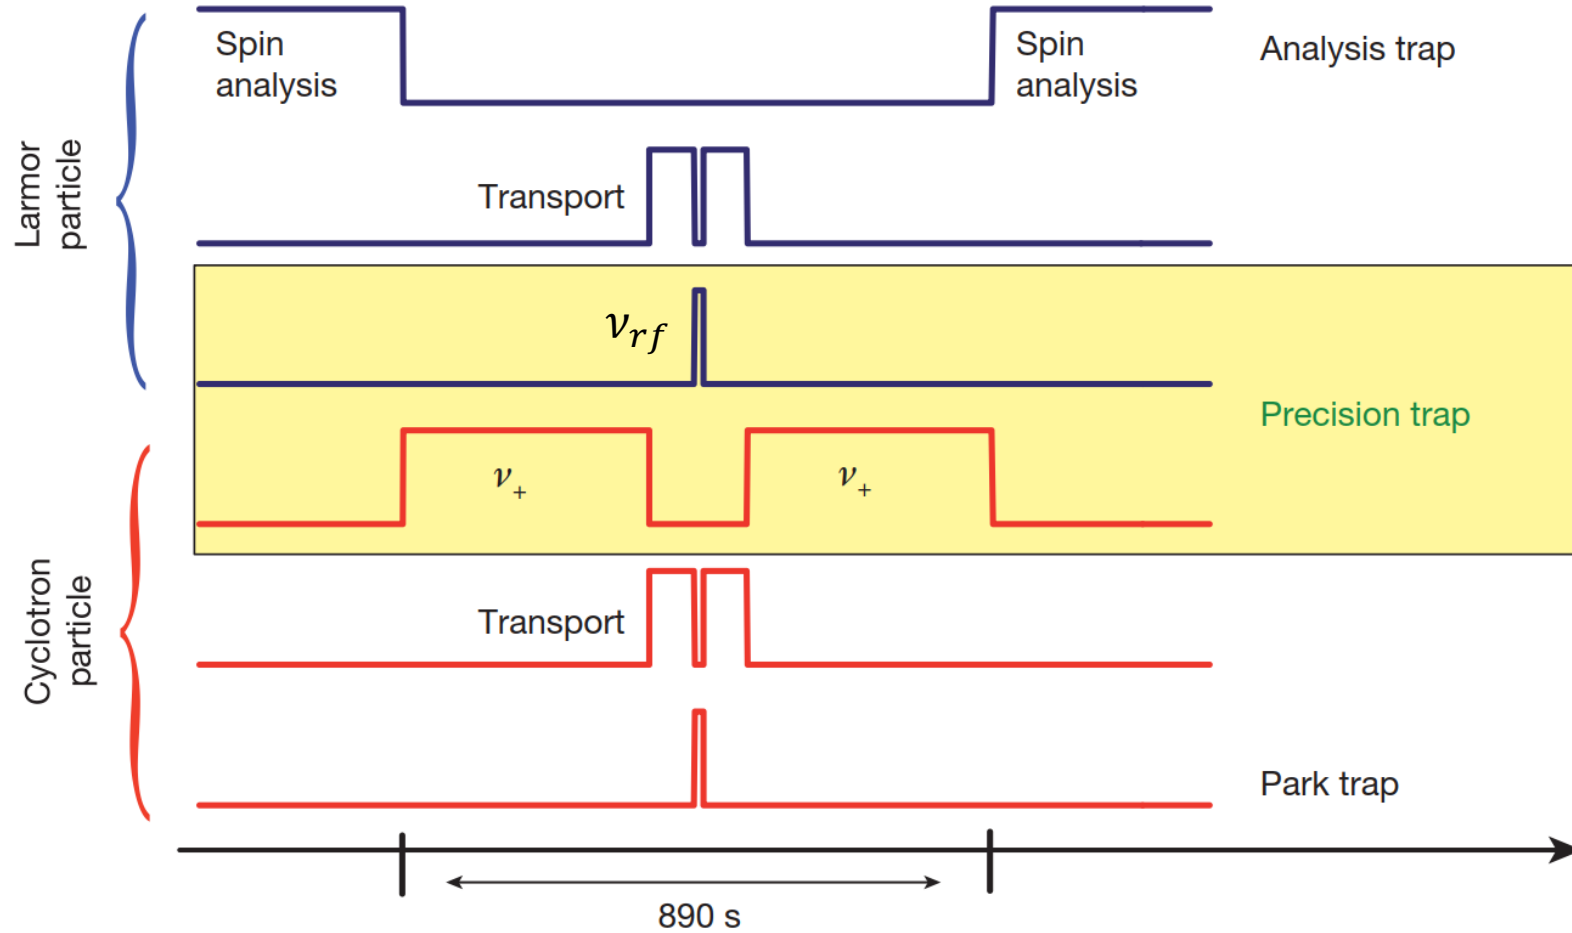 Spin
analysis
Spin
analysis
Analysis trap
Larmor
particle
Transport
ν_rf
Precision trap
ν_+
ν_+
Cyclotron
particle
Transport
Park trap
890 s